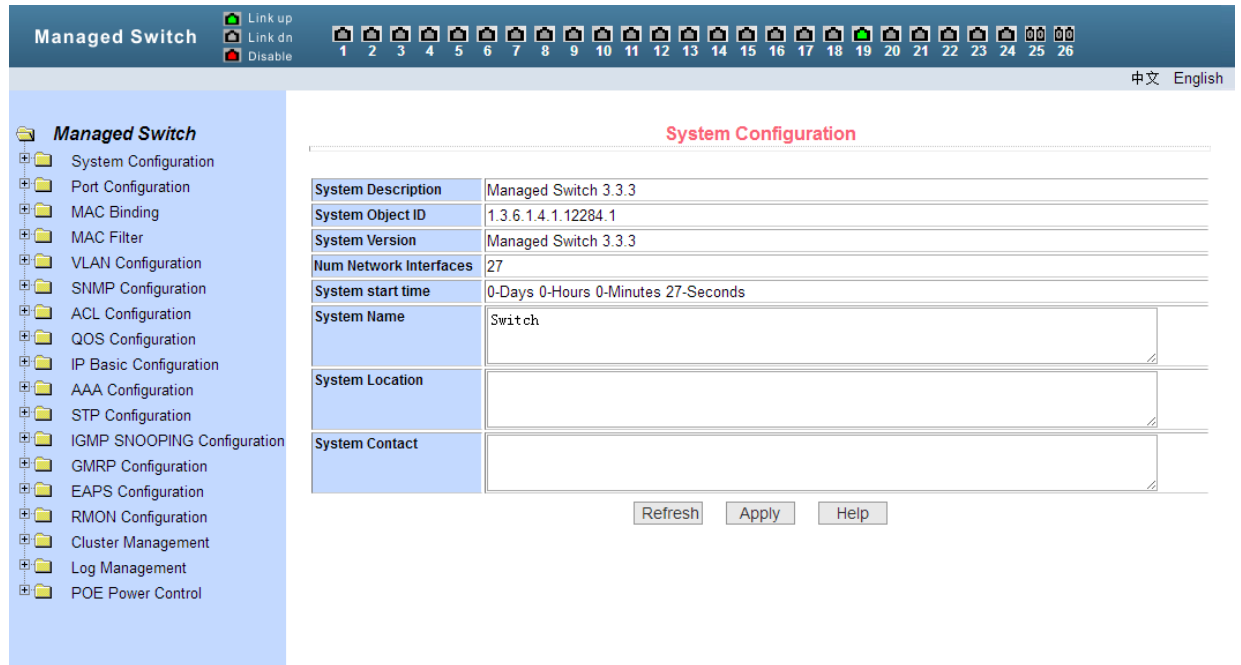 Managed Switch
Link up
Link dn
Disable
1 2 3 4 5 6 7 8 9 10 11 12 13 14 15 16 17 18 19 20 21 22 23 24 25 26
中文 English
Managed Switch
System Configuration
Port Configuration
MAC Binding
MAC Filter
VLAN Configuration
SNMP Configuration
ACL Configuration
QOS Configuration
IP Basic Configuration
AAA Configuration
STP Configuration
IGMP SNOOPING Configuration
GMRP Configuration
EAPS Configuration
RMON Configuration
Cluster Management
Log Management
POE Power Control
System Configuration
System Description Managed Switch 3.3.3
System Object ID 1.3.6.1.4.1.12284.1
System Version Managed Switch 3.3.3
Num Network Interfaces 27
System start time 0-Days 0-Hours 0-Minutes 27-Seconds
System Name Switch
System Location
System Contact
Refresh Apply Help